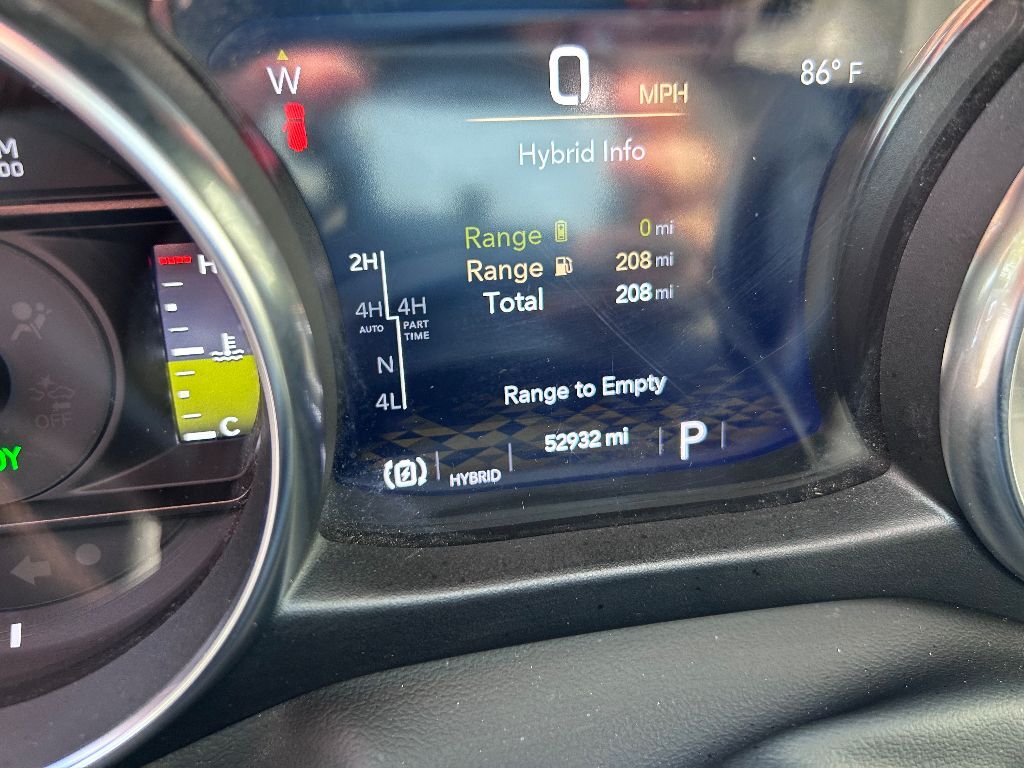 W
0 MPH
86° F
Hybrid Info
Range 0 mi
Range 208 mi
Total 208 mi
Range to Empty
52932 mi
P
HYBRID
2H
4H AUTO
4H PART TIME
N
4L
H
C
OFF